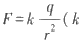 F = k q / r² ( k